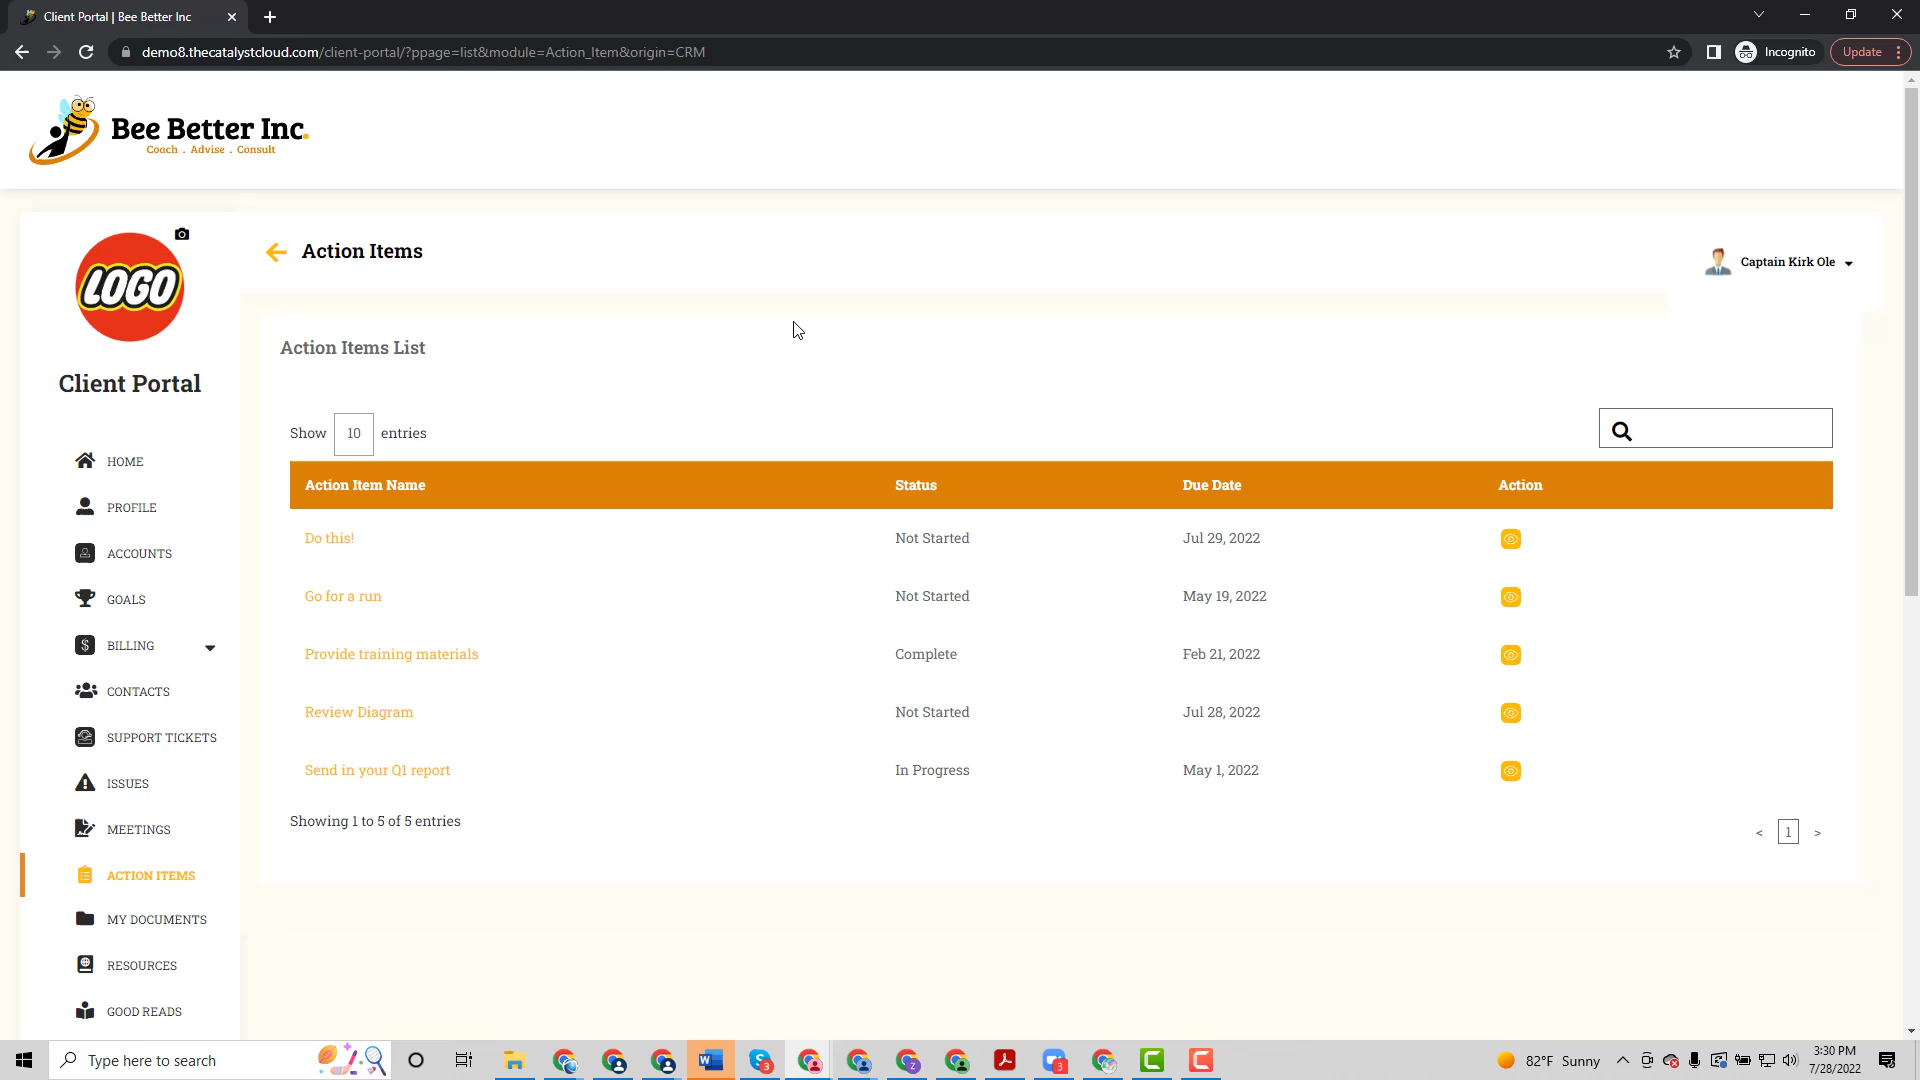 Client Portal | Bee Better Inc
demo8.thecatalystcloud.com/client-portal/?ppage=list&module=Action_Item&origin=CRM
Incognito
Update
Bee Better Inc.
Coach . Advise . Consult
LOGO
Client Portal
HOME
PROFILE
ACCOUNTS
GOALS
BILLING
CONTACTS
SUPPORT TICKETS
ISSUES
MEETINGS
ACTION ITEMS
MY DOCUMENTS
RESOURCES
GOOD READS
Action Items
Captain Kirk Ole
Action Items List
Show 10 entries
Action Item Name Status Due Date Action
Do this! Not Started Jul 29, 2022
Go for a run Not Started May 19, 2022
Provide training materials Complete Feb 21, 2022
Review Diagram Not Started Jul 28, 2022
Send in your Q1 report In Progress May 1, 2022
Showing 1 to 5 of 5 entries
< 1 >
Type here to search
3
Z
3
82°F Sunny
3:30 PM
7/28/2022